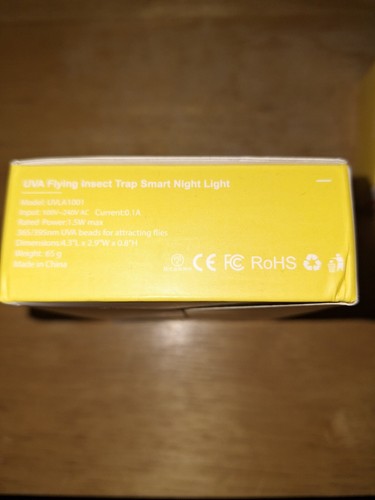 UVA Flying Insect Trap Smart Night Light
Model: UVLA1001
Input: 100V~240V AC Current:0.1A
Rated Power:1.5W max
365/395nm UVA beads for attracting flies
Dimensions:4.3"L x 2.9"W x 0.8"H
Weight: 65 g
Made in China
CE FC RoHS